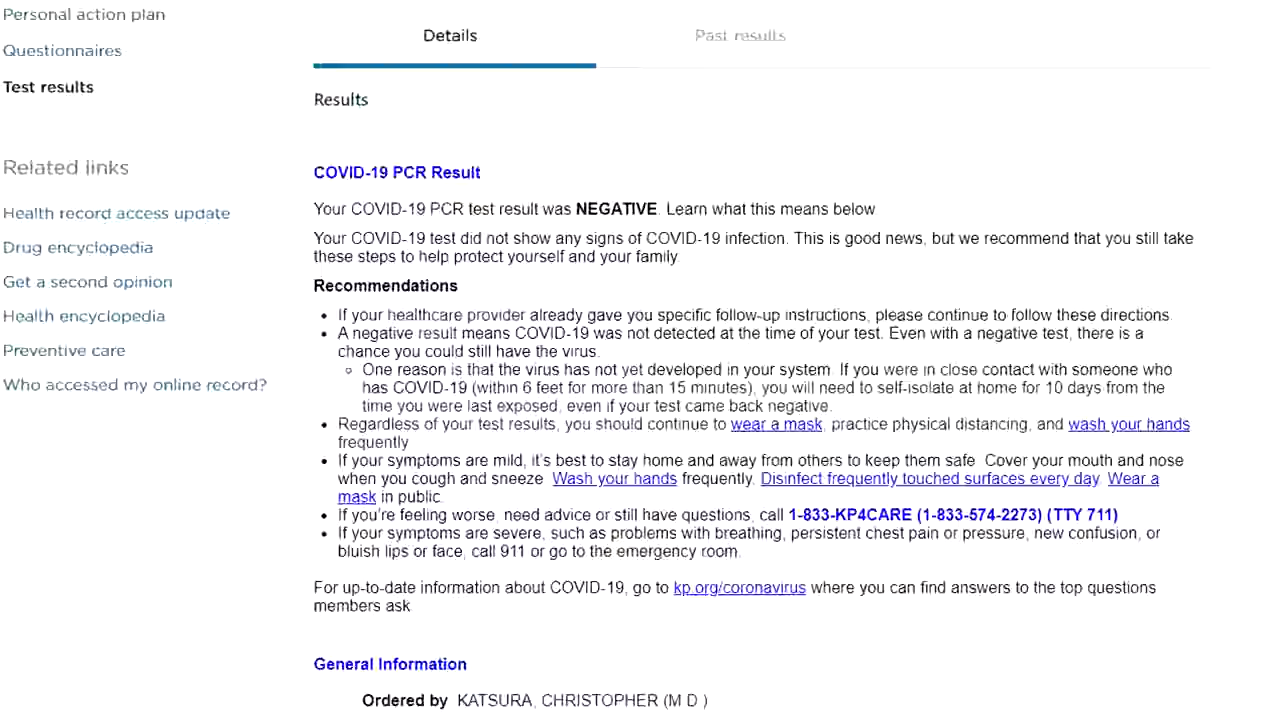 Personal action plan
Questionnaires
Test results
Related links
Health record access update
Drug encyclopedia
Get a second opinion
Health encyclopedia
Preventive care
Who accessed my online record?
Details
Past results
Results
COVID-19 PCR Result
Your COVID-19 PCR test result was NEGATIVE. Learn what this means below
Your COVID-19 test did not show any signs of COVID-19 infection. This is good news, but we recommend that you still take
these steps to help protect yourself and your family
Recommendations
• If your healthcare provider already gave you specific follow-up instructions, please continue to follow these directions.
• A negative result means COVID-19 was not detected at the time of your test. Even with a negative test, there is a
chance you could still have the virus.
◦ One reason is that the virus has not yet developed in your system. If you were in close contact with someone who
has COVID-19 (within 6 feet for more than 15 minutes), you will need to self-isolate at home for 10 days from the
time you were last exposed, even if your test came back negative.
• Regardless of your test results, you should continue to wear a mask, practice physical distancing, and wash your hands
frequently
• If your symptoms are mild, it's best to stay home and away from others to keep them safe. Cover your mouth and nose
when you cough and sneeze. Wash your hands frequently. Disinfect frequently touched surfaces every day. Wear a
mask in public.
• If you're feeling worse, need advice or still have questions, call 1-833-KP4CARE (1-833-574-2273) (TTY 711)
• If your symptoms are severe, such as problems with breathing, persistent chest pain or pressure, new confusion, or
bluish lips or face, call 911 or go to the emergency room.
For up-to-date information about COVID-19, go to kp.org/coronavirus where you can find answers to the top questions
members ask
General Information
Ordered by KATSURA, CHRISTOPHER (M D )